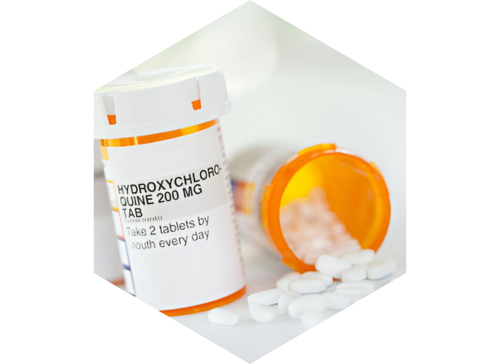 HYDROXYCHLORO-
QUINE 200 MG
TAB
Take 2 tablets by
mouth every day